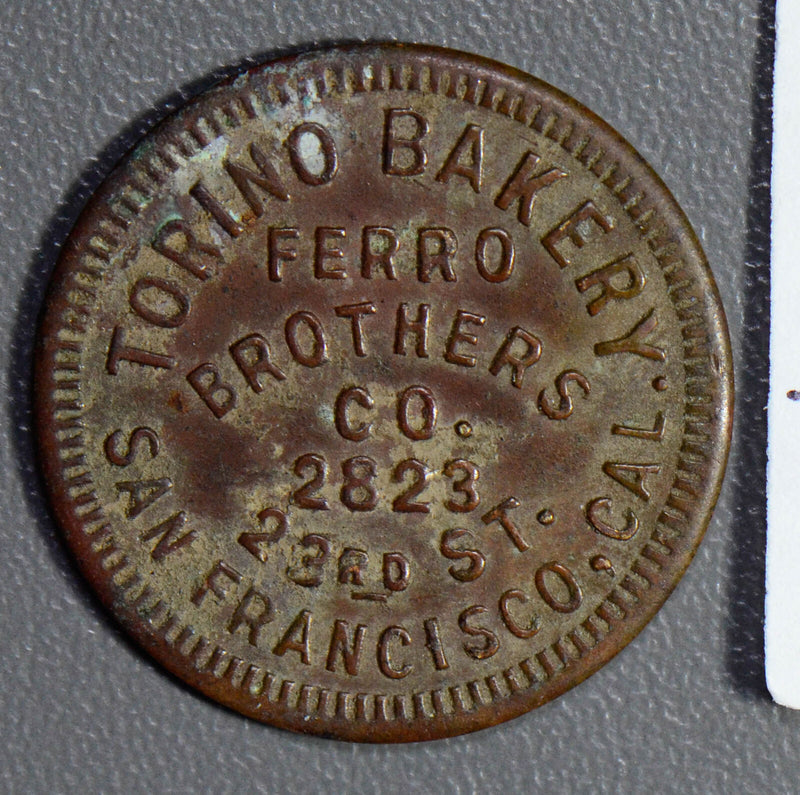 TORINO BAKERY.
FERRO
BROTHERS
CO.
2823
23RD ST.
SAN FRANCISCO, CAL.